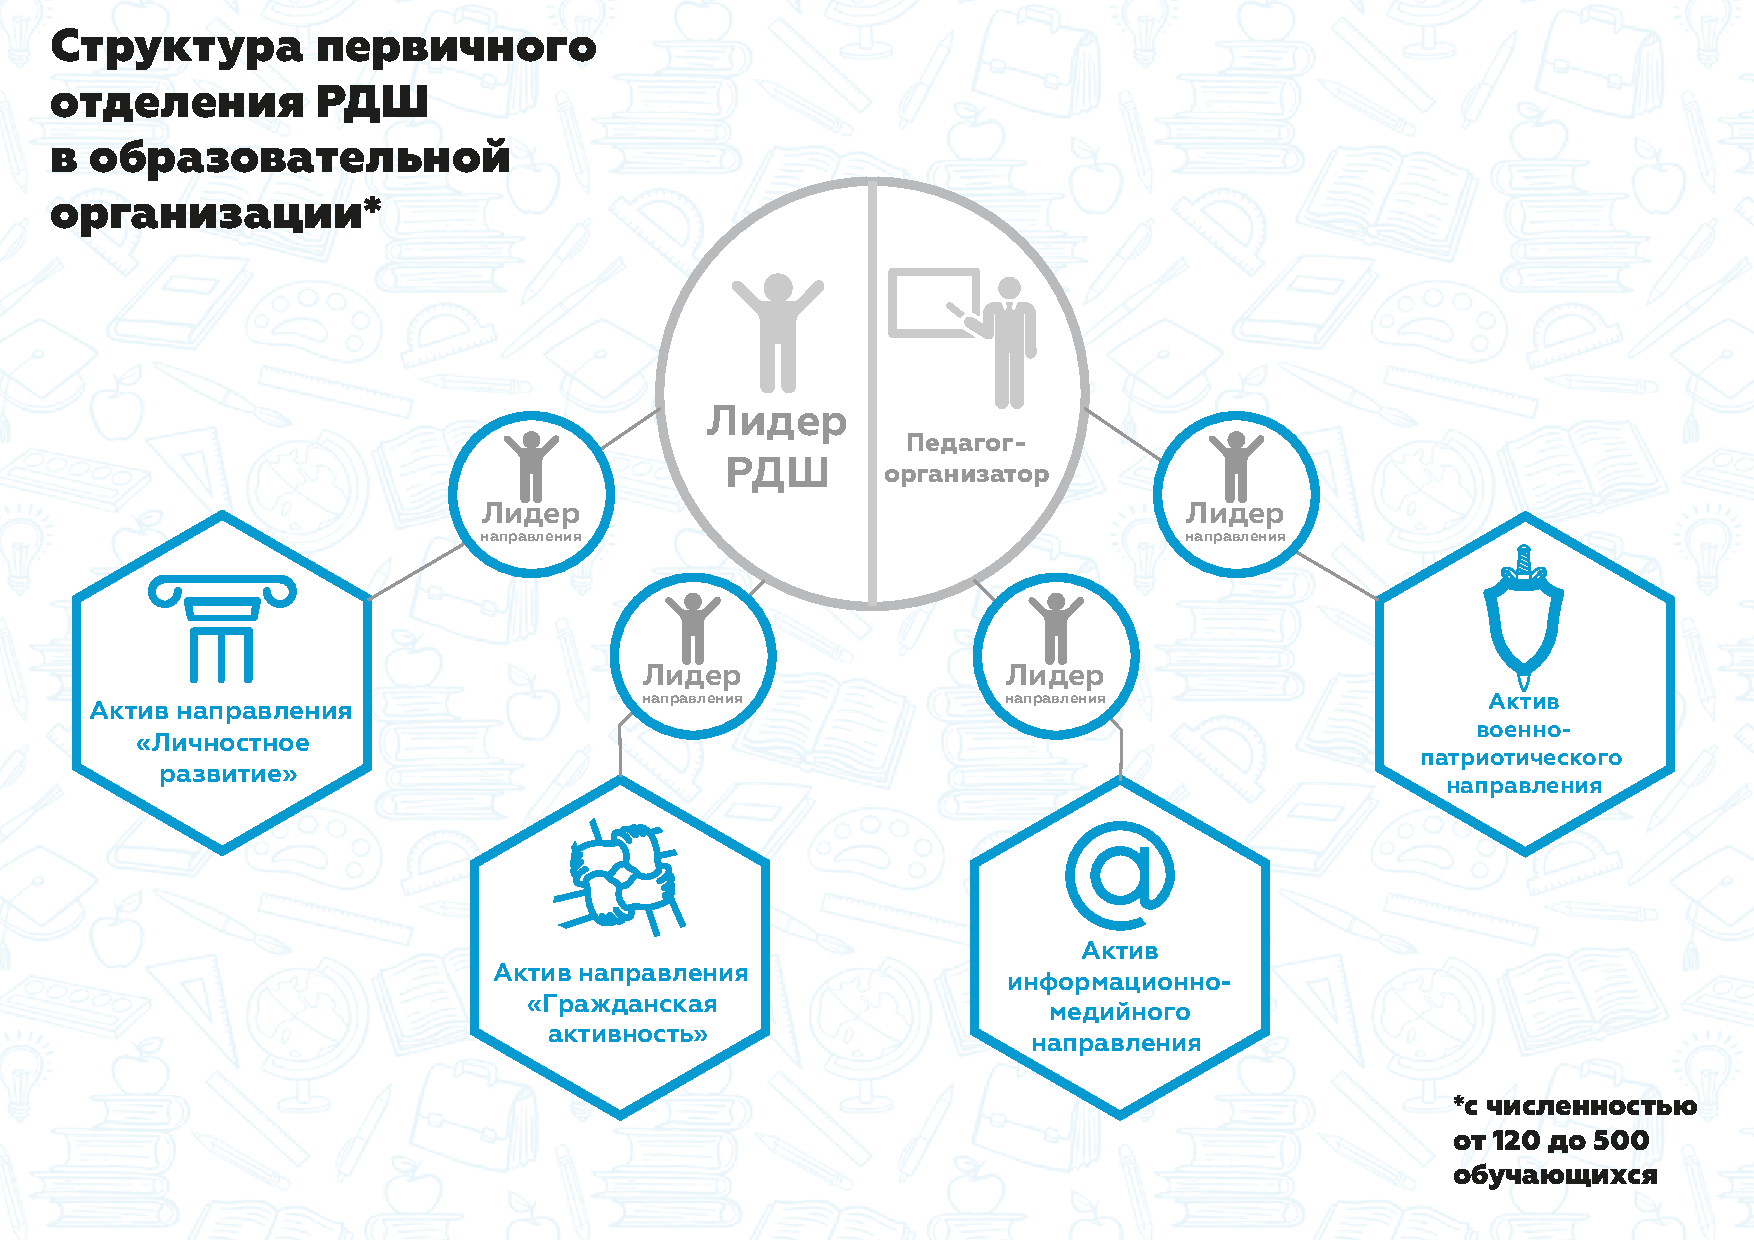 Структура первичного
отделения РДШ
в образовательной
организации*
Лидер
РДШ
Педагог-
организатор
Лидер
направления
Лидер
направления
Лидер
направления
Лидер
направления
Актив направления
«Личностное
развитие»
Актив направления
«Гражданская
активность»
Актив
информационно-
медийного
направления
Актив
военно-
патриотического
направления
*с численностью
от 120 до 500
обучающихся